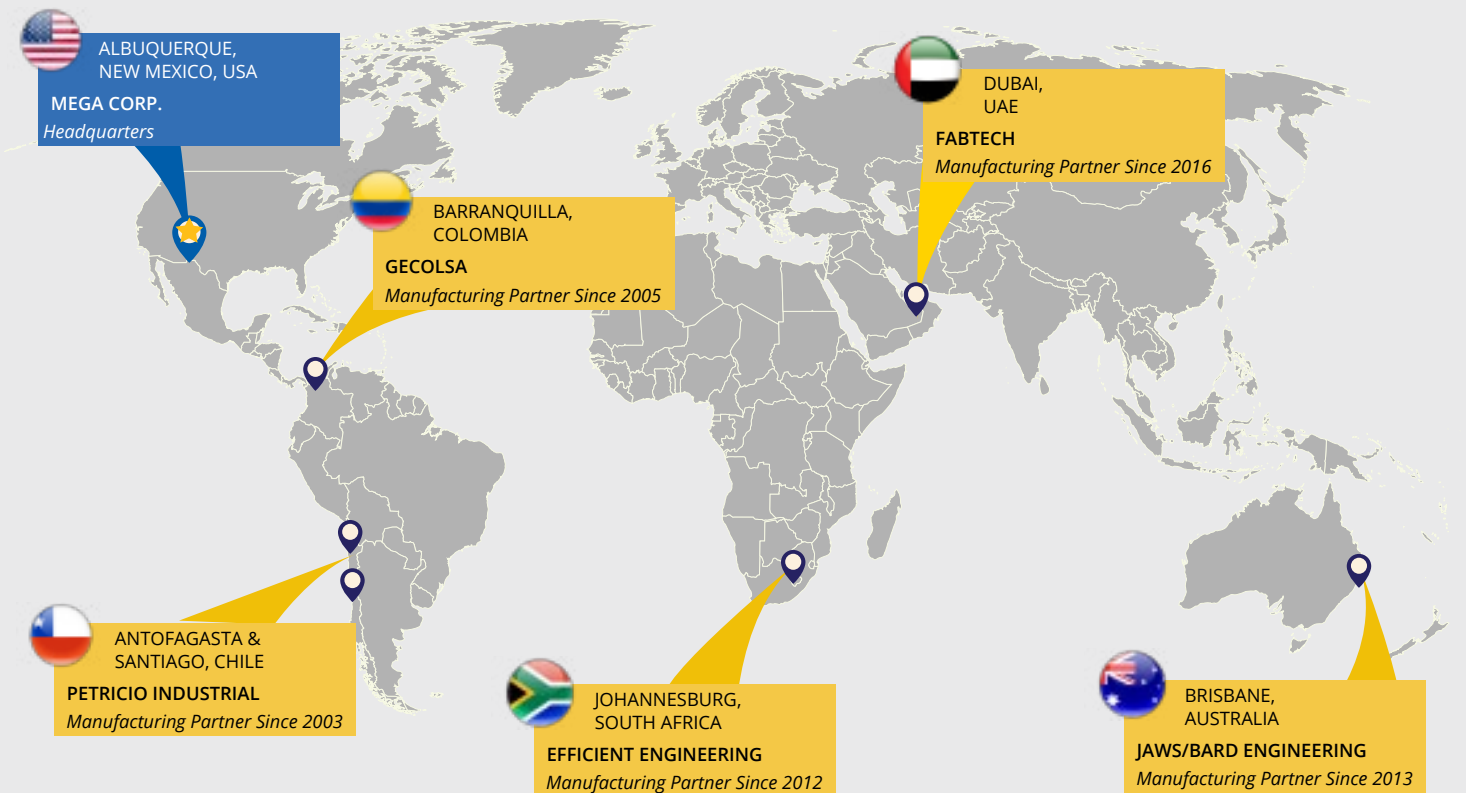 ALBUQUERQUE,
NEW MEXICO, USA
MEGA CORP.
Headquarters
DUBAI,
UAE
FABTECH
Manufacturing Partner Since 2016
BARRANQUILLA,
COLOMBIA
GECOLSA
Manufacturing Partner Since 2005
ANTOFAGASTA &
SANTIAGO, CHILE
PETRICIO INDUSTRIAL
Manufacturing Partner Since 2003
JOHANNESBURG,
SOUTH AFRICA
EFFICIENT ENGINEERING
Manufacturing Partner Since 2012
BRISBANE,
AUSTRALIA
JAWS/BARD ENGINEERING
Manufacturing Partner Since 2013